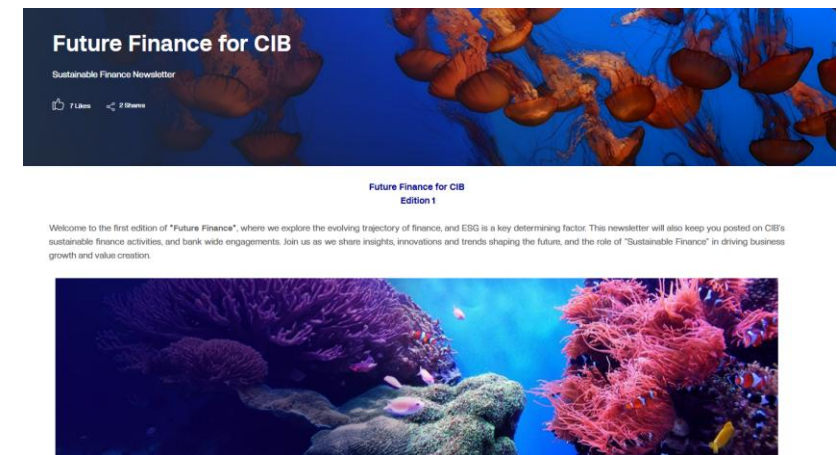 Future Finance for CIB
Sustainable Finance Newsletter
7 Likes 2 Shares
Future Finance for CIB
Edition 1
Welcome to the first edition of "Future Finance", where we explore the evolving trajectory of finance, and ESG is a key determining factor. This newsletter will also keep you posted on CIB's
sustainable finance activities, and bank wide engagements. Join us as we share insights, innovations and trends shaping the future, and the role of "Sustainable Finance" in driving business
growth and value creation.